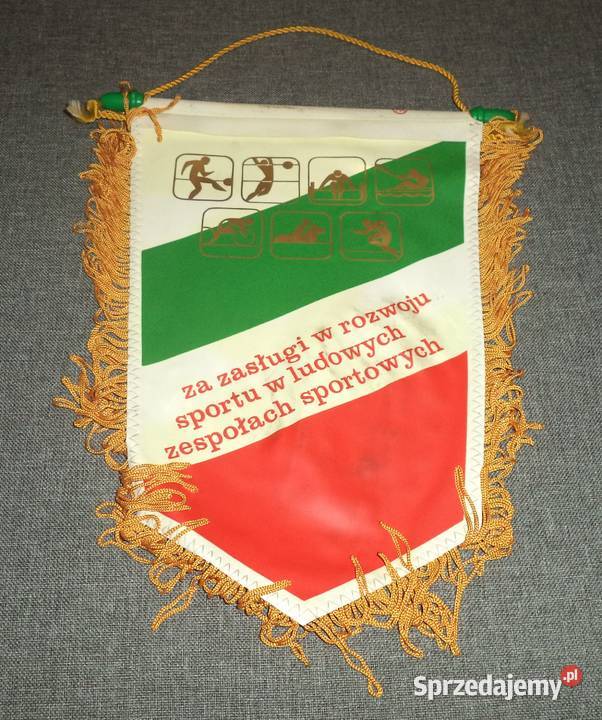 za zasługi w rozwoju
sportu w ludowych
zespołach sportowych
Sprzedajemy.pl